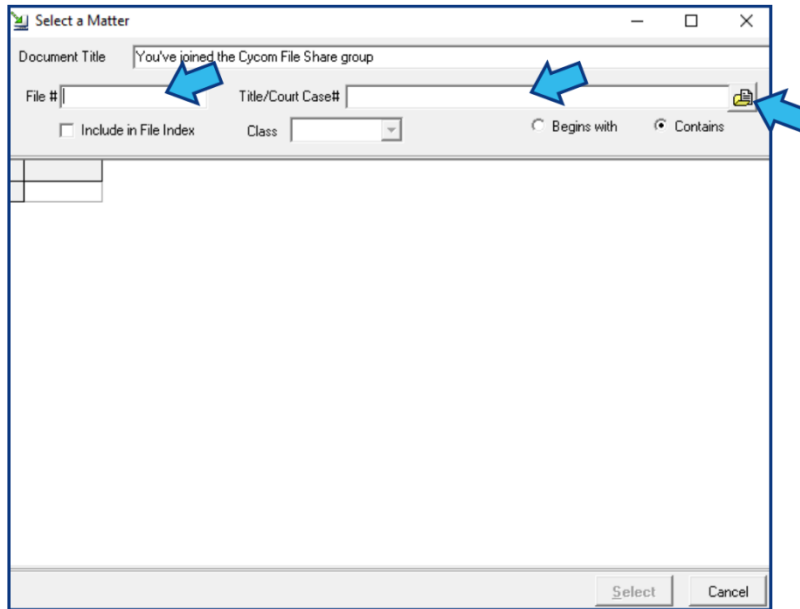 Select a Matter
Document Title You've joined the Cycom File Share group
File # Title/Court Case#
Include in File Index Class Begins with Contains
Select Cancel